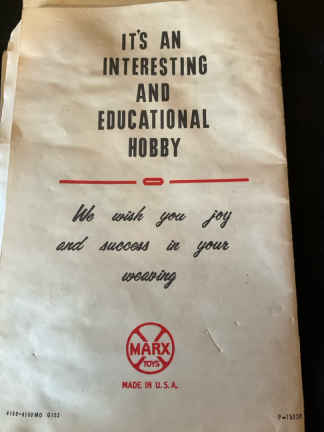 IT'S AN
INTERESTING
AND
EDUCATIONAL
HOBBY
We wish you joy
and success in your
weaving
MARX
TOYS
MADE IN U.S.A.